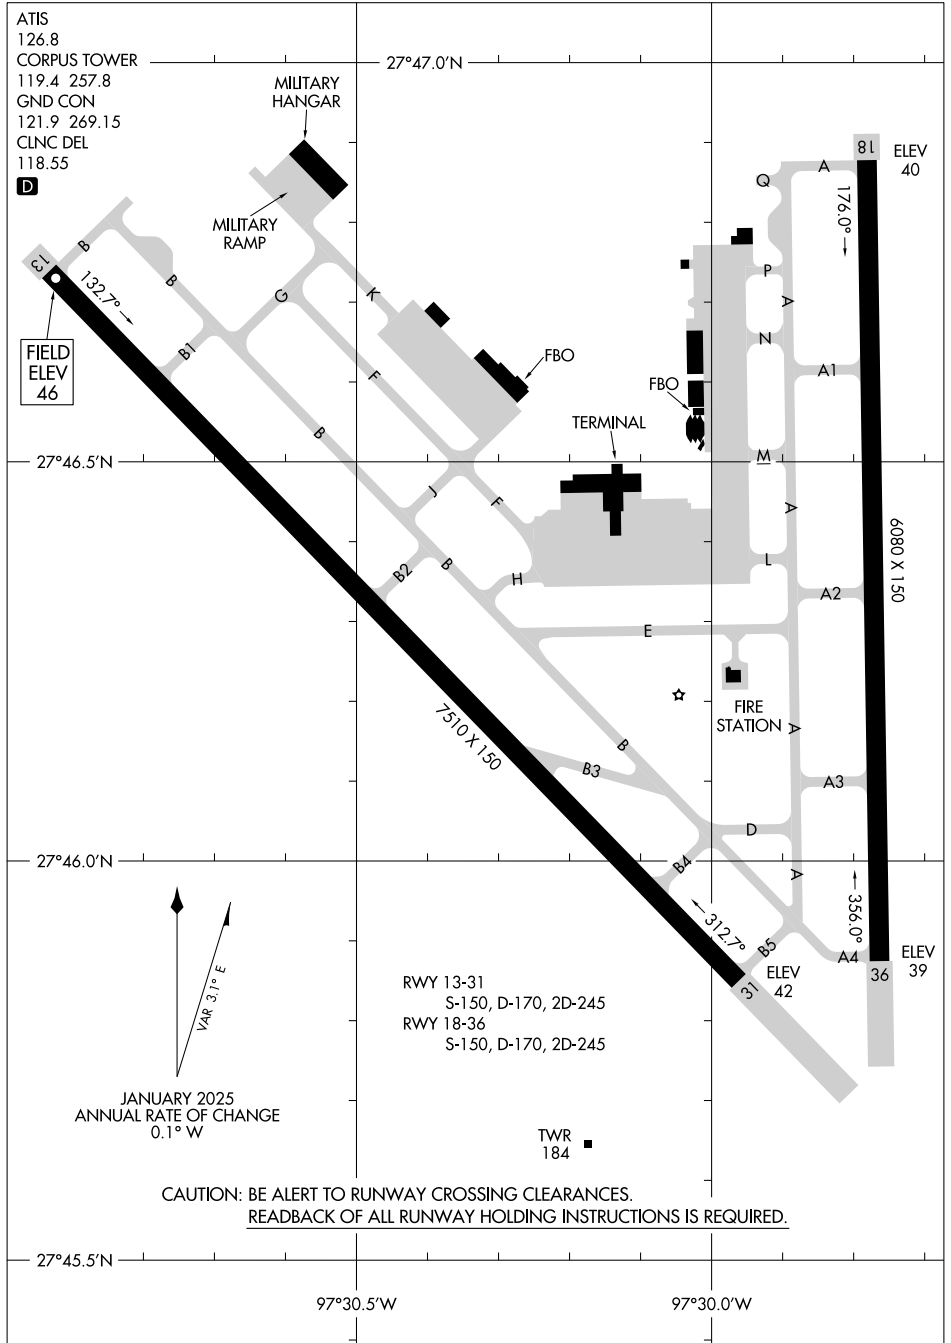 ATIS
126.8
CORPUS TOWER
119.4 257.8
GND CON
121.9 269.15
CLNC DEL
118.55
D
27°47.0'N
MILITARY
HANGAR
MILITARY
RAMP
18
ELEV
40
A
Q
176.0°
B
13
132.7°
B
G
K
P
A
FIELD
ELEV
46
B1
N
FBO
F
FBO
A1
TERMINAL
B
27°46.5'N
M
J
F
A
6080 X 150
B2
B
H
L
A2
E
FIRE
STATION
A
7510 X 150
B
B3
A3
D
27°46.0'N
B4
A
356.0°
312.7°
B5
A4
ELEV
39
36
31
ELEV
42
VAR 3.1° E
RWY 13-31
S-150, D-170, 2D-245
RWY 18-36
S-150, D-170, 2D-245
JANUARY 2025
ANNUAL RATE OF CHANGE
0.1° W
TWR
184
CAUTION: BE ALERT TO RUNWAY CROSSING CLEARANCES.
READBACK OF ALL RUNWAY HOLDING INSTRUCTIONS IS REQUIRED.
27°45.5'N
97°30.5'W
97°30.0'W